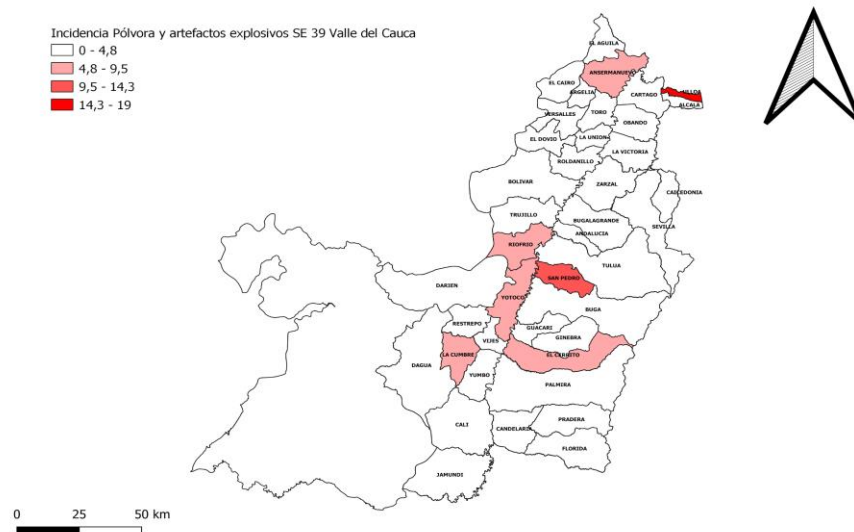 Incidencia Pólvora y artefactos explosivos SE 39 Valle del Cauca
0 - 4,8
4,8 - 9,5
9,5 - 14,3
14,3 - 19
EL AGUILA
ANSERMANUEVO
EL CAIRO
ARGELIA
CARTAGO
ULLOA
ALCALA
VERSALLES
TORO
OBANDO
EL DOVIO
LA UNION
LA VICTORIA
ROLDANILLO
BOLIVAR
ZARZAL
CAICEDONIA
TRUJILLO
BUGALAGRANDE
ANDALUCIA
SEVILLA
RIOFRIO
TULUA
SAN PEDRO
DARIEN
YOTOCO
BUGA
RESTREPO
GUACARI
VIJES
GINEBRA
LA CUMBRE
EL CERRITO
DAGUA
YUMBO
PALMIRA
CALI
CANDELARIA
PRADERA
FLORIDA
JAMUNDI
0 25 50 km